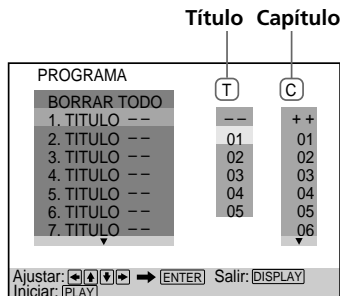 Título Capítulo
PROGRAMA
T C
BORRAR TODO
1. TITULO – – – – + +
2. TITULO – – 01 01
3. TITULO – – 02 02
4. TITULO – – 03 03
5. TITULO – – 04 04
6. TITULO – – 05 05
7. TITULO – – 06
Ajustar: ENTER Salir: DISPLAY
Iniciar: PLAY